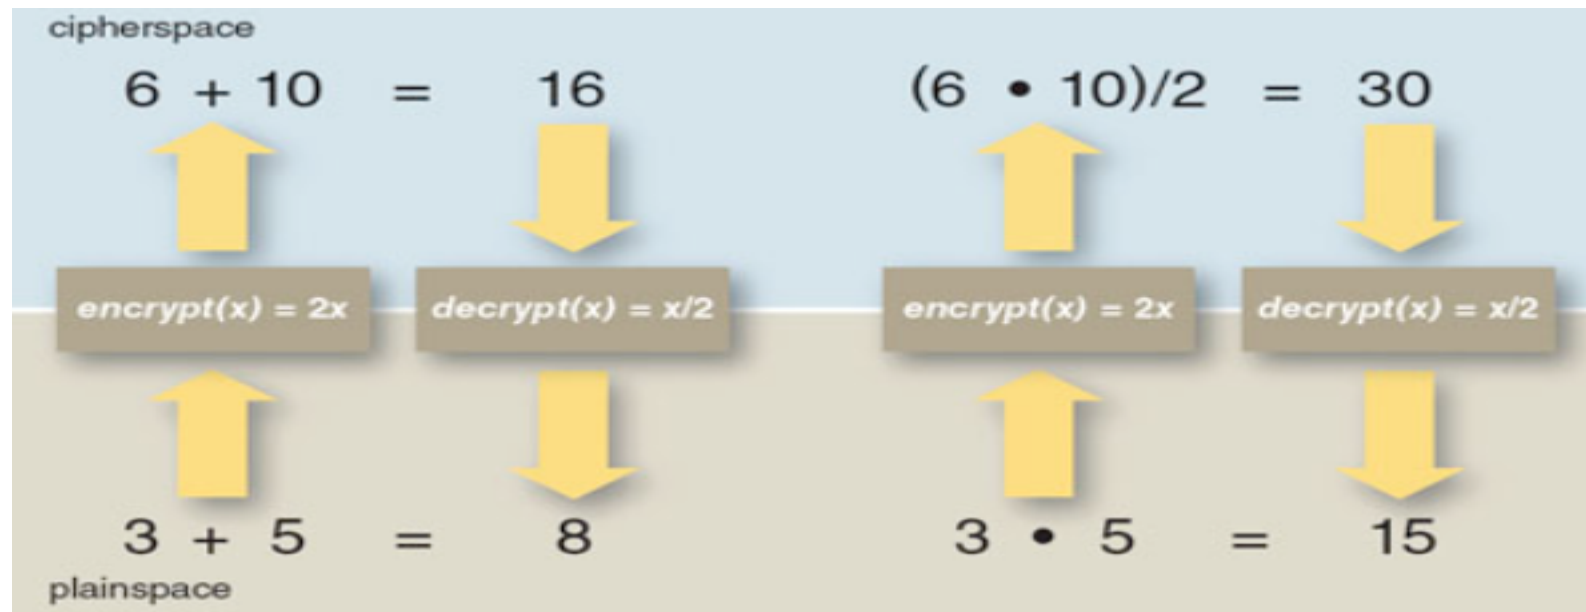 cipherspace
6 + 10 = 16
(6 • 10)/2 = 30
encrypt(x) = 2x
decrypt(x) = x/2
encrypt(x) = 2x
decrypt(x) = x/2
3 + 5 = 8
3 • 5 = 15
plainspace